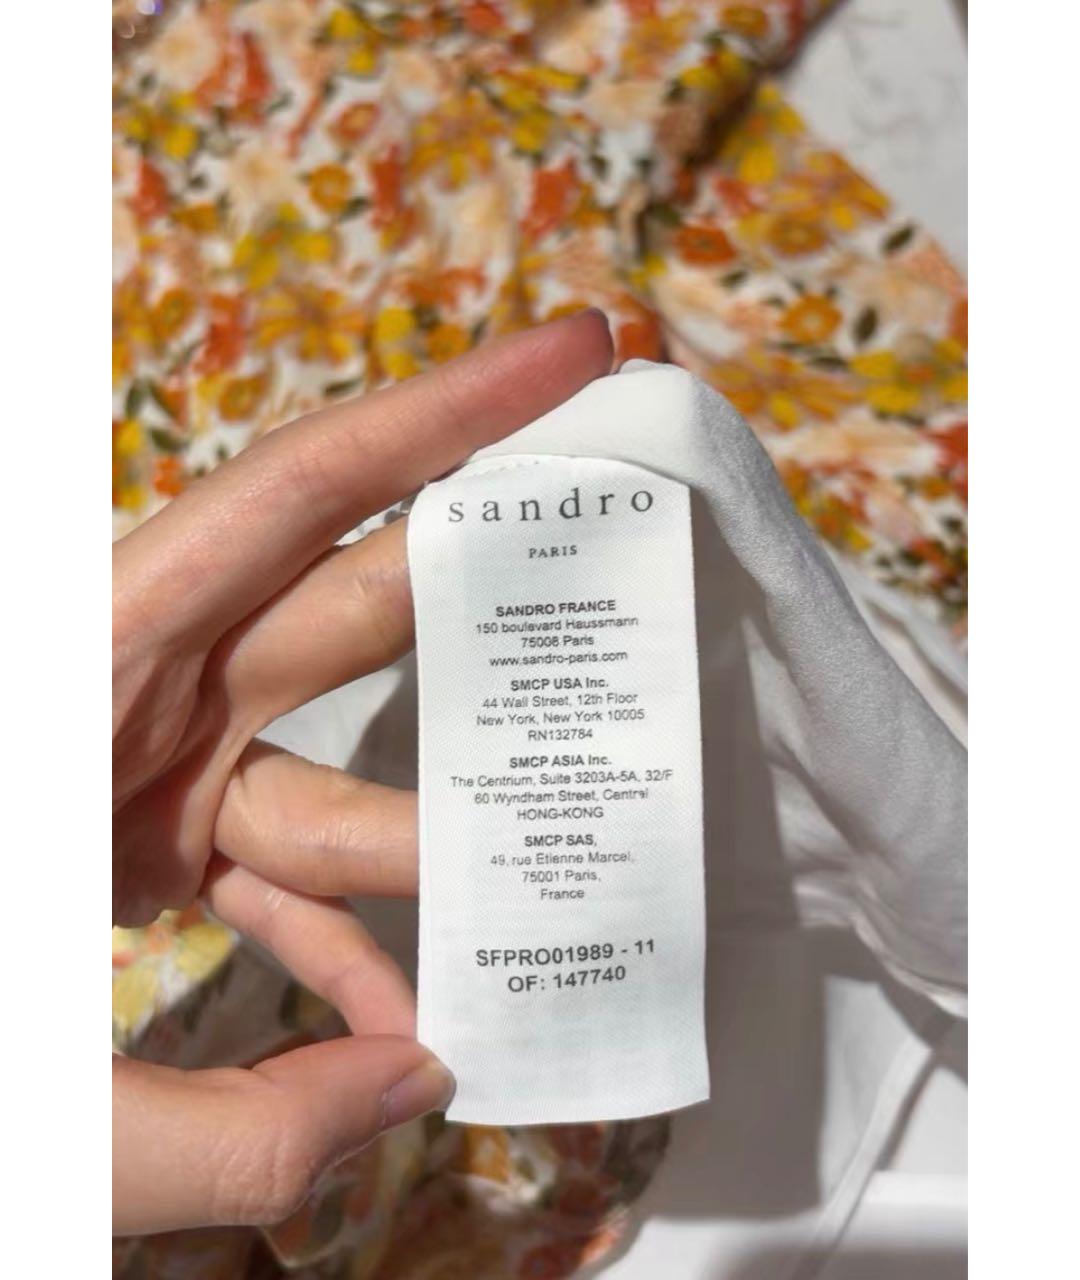 sandro
PARIS
SANDRO FRANCE
150 boulevard Haussmann
75008 Paris
www.sandro-paris.com
SMCP USA Inc.
44 Wall Street, 12th Floor
New York, New York 10005
RN132784
SMCP ASIA Inc.
The Centrium, Suite 3203A-5A, 32/F
60 Wyndham Street, Central
HONG-KONG
SMCP SAS,
49, rue Etienne Marcel,
75001 Paris,
France
SFPRO01989 - 11
OF: 147740